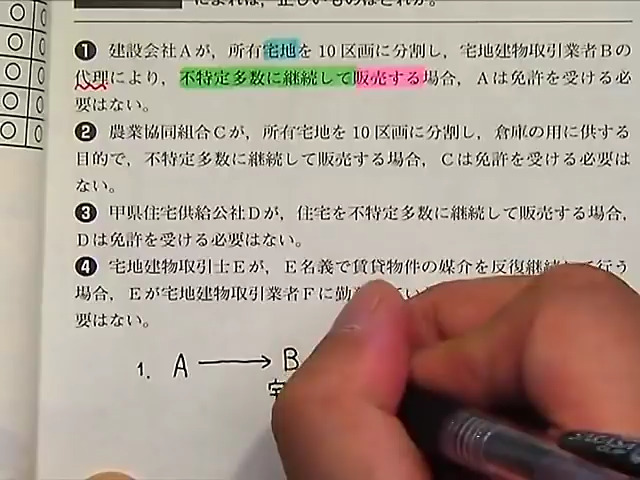 によれば，正しいものはどれか。
❶ 建設会社Ａが，所有宅地を10区画に分割し，宅地建物取引業者Ｂの
代理により，不特定多数に継続して販売する場合，Ａは免許を受ける必
要はない。
❷ 農業協同組合Ｃが，所有宅地を10区画に分割し，倉庫の用に供する
目的で，不特定多数に継続して販売する場合，Ｃは免許を受ける必要は
ない。
❸ 甲県住宅供給公社Ｄが，住宅を不特定多数に継続して販売する場合，
Ｄは免許を受ける必要はない。
❹ 宅地建物取引士Ｅが，Ｅ名義で賃貸物件の媒介を反復継続して行う
場合，Ｅが宅地建物取引業者Ｆに勤
要はない。
1. A → B
宅